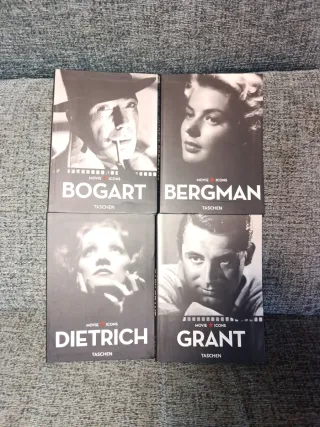 MOVIE ICONS
BOGART
TASCHEN
MOVIE ICONS
BERGMAN
TASCHEN
MOVIE ICONS
DIETRICH
TASCHEN
MOVIE ICONS
GRANT
TASCHEN